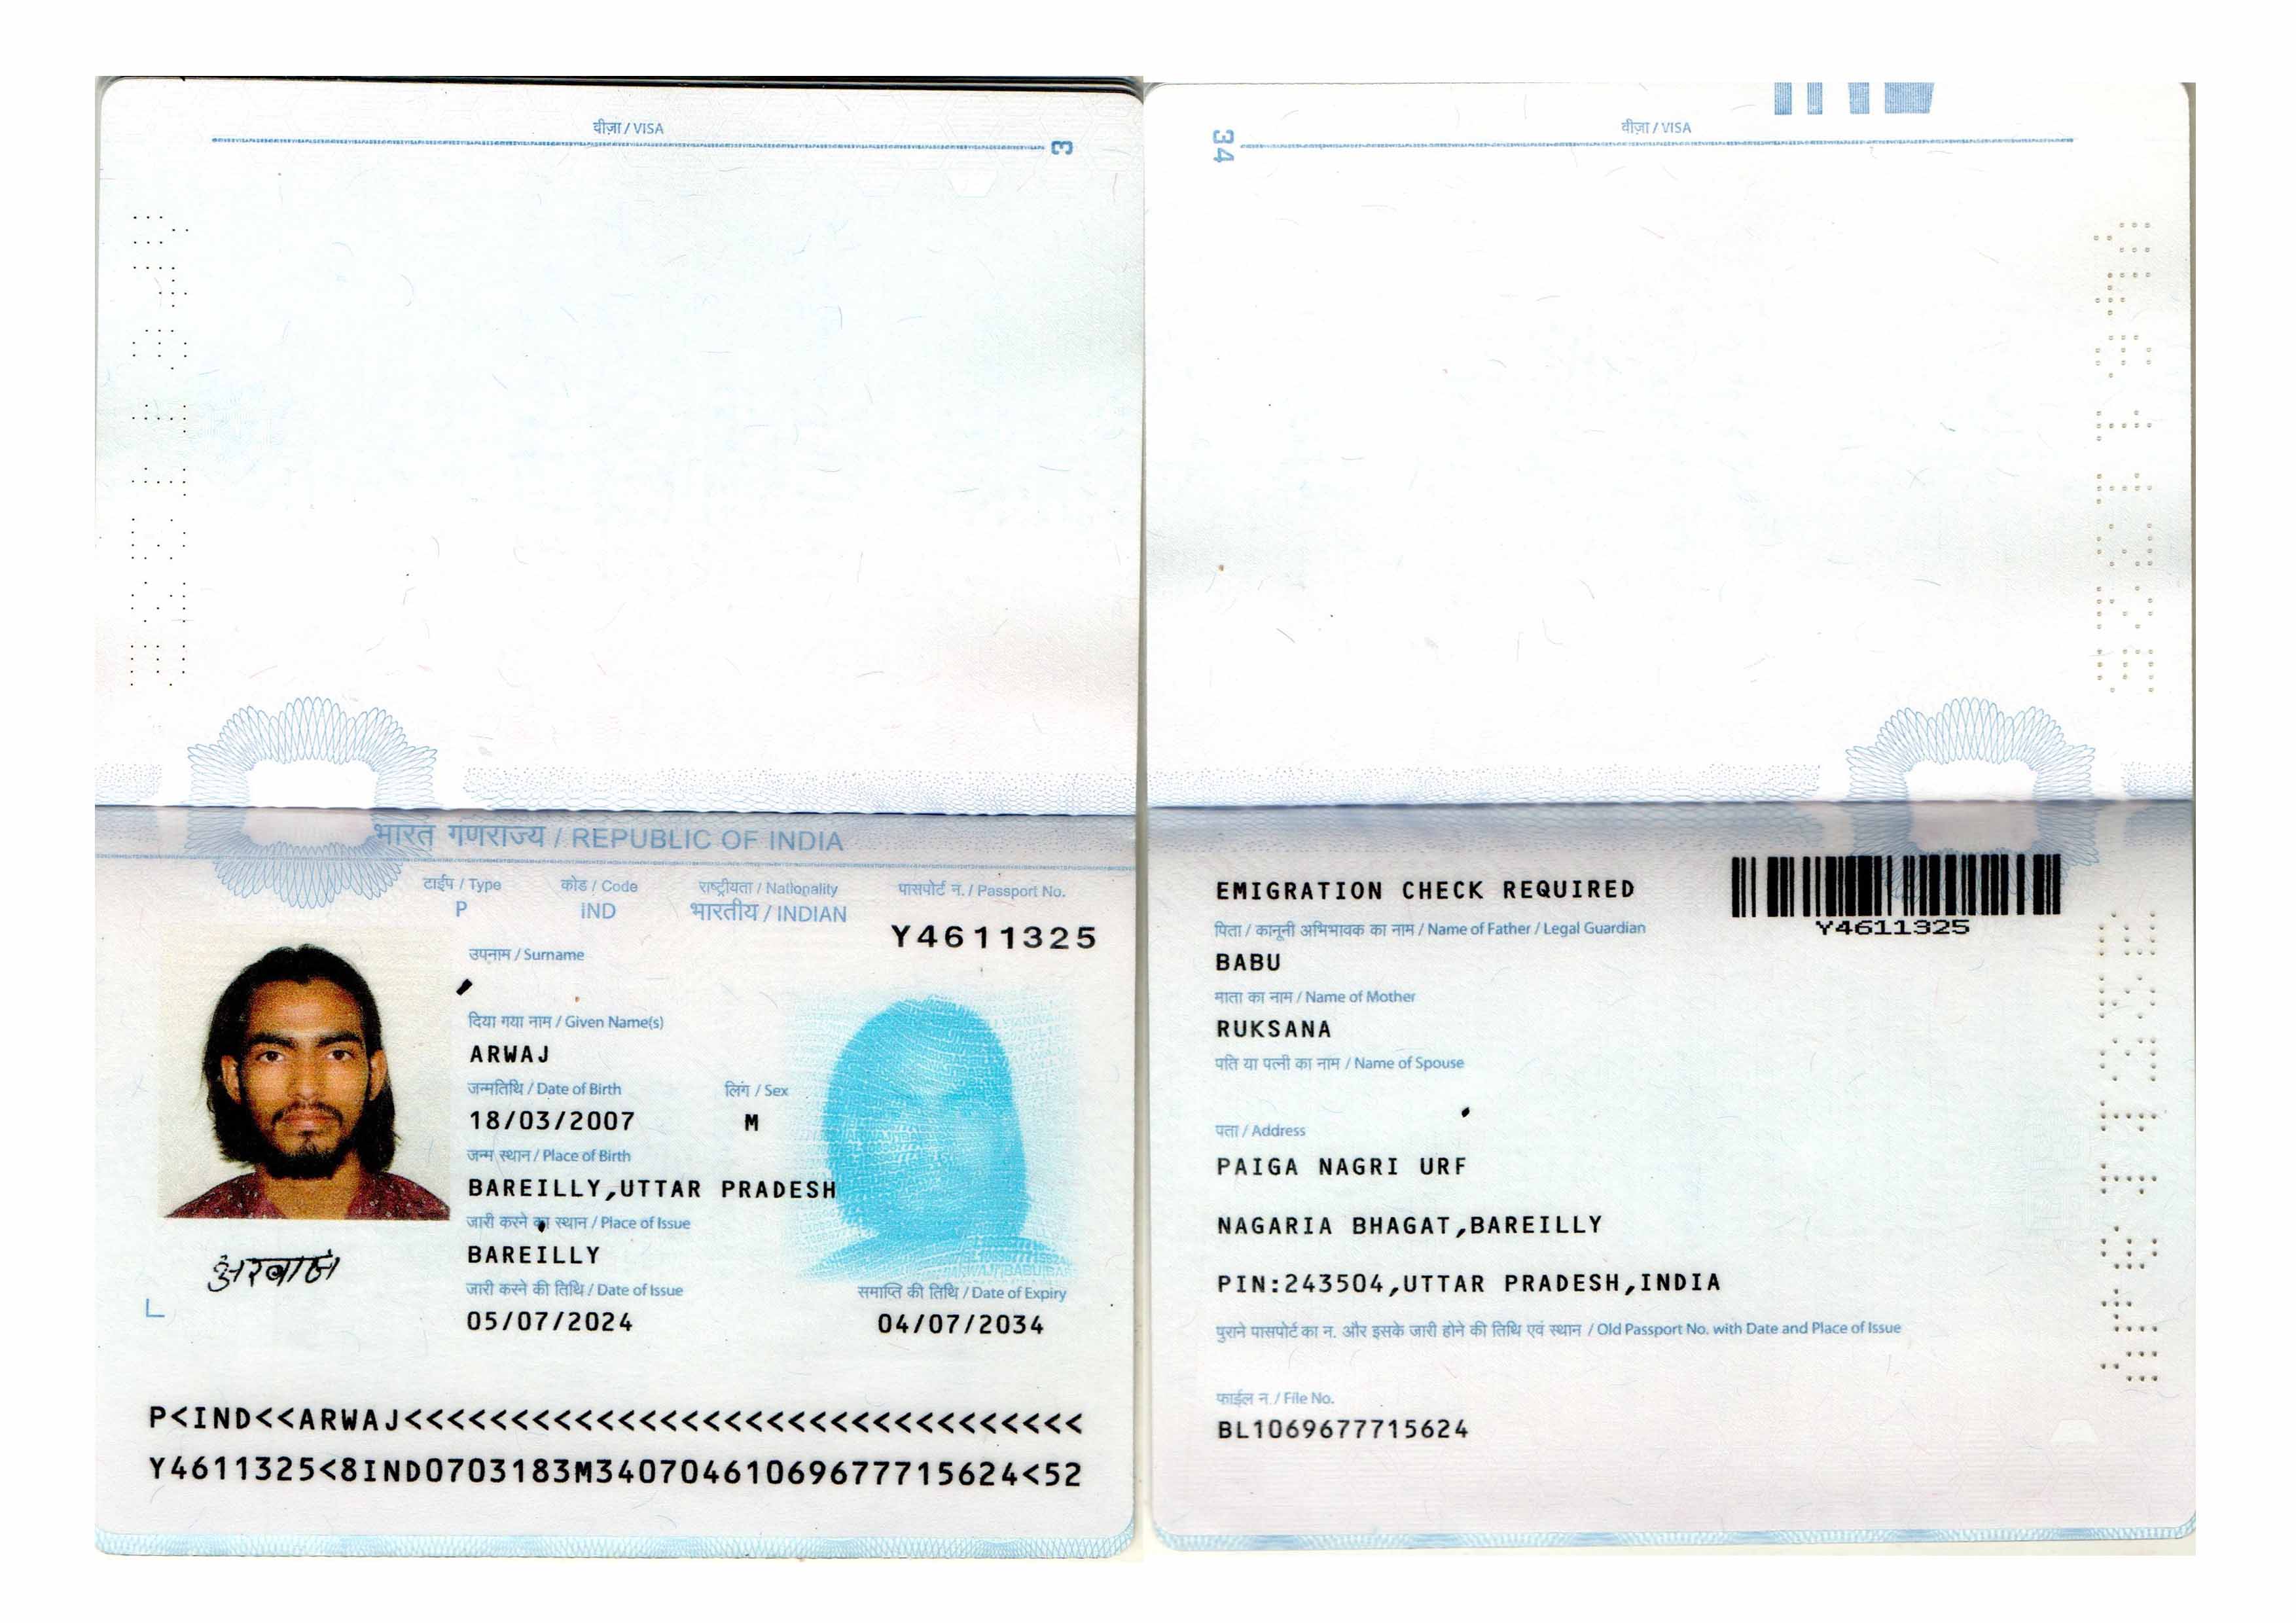 वीज़ा / VISA
3
भारत गणराज्य / REPUBLIC OF INDIA
टाईप / Type
कोड / Code
राष्ट्रीयता / Nationality
पासपोर्ट न. / Passport No.
P
IND
भारतीय / INDIAN
Y4611325
उपनाम / Surname
दिया गया नाम / Given Name(s)
ARWAJ
जन्मतिथि / Date of Birth
लिंग / Sex
18/03/2007
M
जन्म स्थान / Place of Birth
BAREILLY,UTTAR PRADESH
जारी करने का स्थान / Place of Issue
BAREILLY
जारी करने की तिथि / Date of Issue
समाप्ति की तिथि / Date of Expiry
05/07/2024
04/07/2034
P<IND<<ARWAJ<<<<<<<<<<<<<<<<<<<<<<<<<<<<<<<<
Y4611325<8IND0703183M34070461069677715624<52
वीज़ा / VISA
34
EMIGRATION CHECK REQUIRED
Y4611325
पिता / कानूनी अभिभावक का नाम / Name of Father / Legal Guardian
BABU
माता का नाम / Name of Mother
RUKSANA
पति या पत्नी का नाम / Name of Spouse
पता / Address
PAIGA NAGRI URF
NAGARIA BHAGAT,BAREILLY
PIN:243504,UTTAR PRADESH,INDIA
पुराने पासपोर्ट का न. और इसके जारी होने की तिथि एवं स्थान / Old Passport No. with Date and Place of Issue
फाईल न. / File No.
BL1069677715624